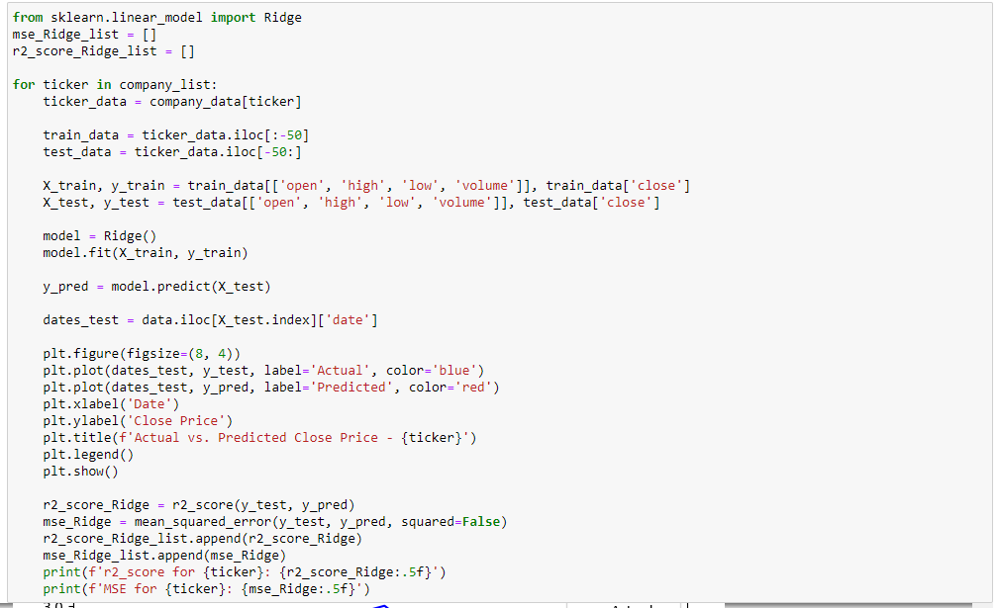 from sklearn.linear_model import Ridge
mse_Ridge_list = []
r2_score_Ridge_list = []

for ticker in company_list:
    ticker_data = company_data[ticker]

    train_data = ticker_data.iloc[:-50]
    test_data = ticker_data.iloc[-50:]

    X_train, y_train = train_data[['open', 'high', 'low', 'volume']], train_data['close']
    X_test, y_test = test_data[['open', 'high', 'low', 'volume']], test_data['close']

    model = Ridge()
    model.fit(X_train, y_train)

    y_pred = model.predict(X_test)

    dates_test = data.iloc[X_test.index]['date']

    plt.figure(figsize=(8, 4))
    plt.plot(dates_test, y_test, label='Actual', color='blue')
    plt.plot(dates_test, y_pred, label='Predicted', color='red')
    plt.xlabel('Date')
    plt.ylabel('Close Price')
    plt.title(f'Actual vs. Predicted Close Price - {ticker}')
    plt.legend()
    plt.show()

    r2_score_Ridge = r2_score(y_test, y_pred)
    mse_Ridge = mean_squared_error(y_test, y_pred, squared=False)
    r2_score_Ridge_list.append(r2_score_Ridge)
    mse_Ridge_list.append(mse_Ridge)
    print(f'r2_score for {ticker}: {r2_score_Ridge:.5f}')
    print(f'MSE for {ticker}: {mse_Ridge:.5f}')